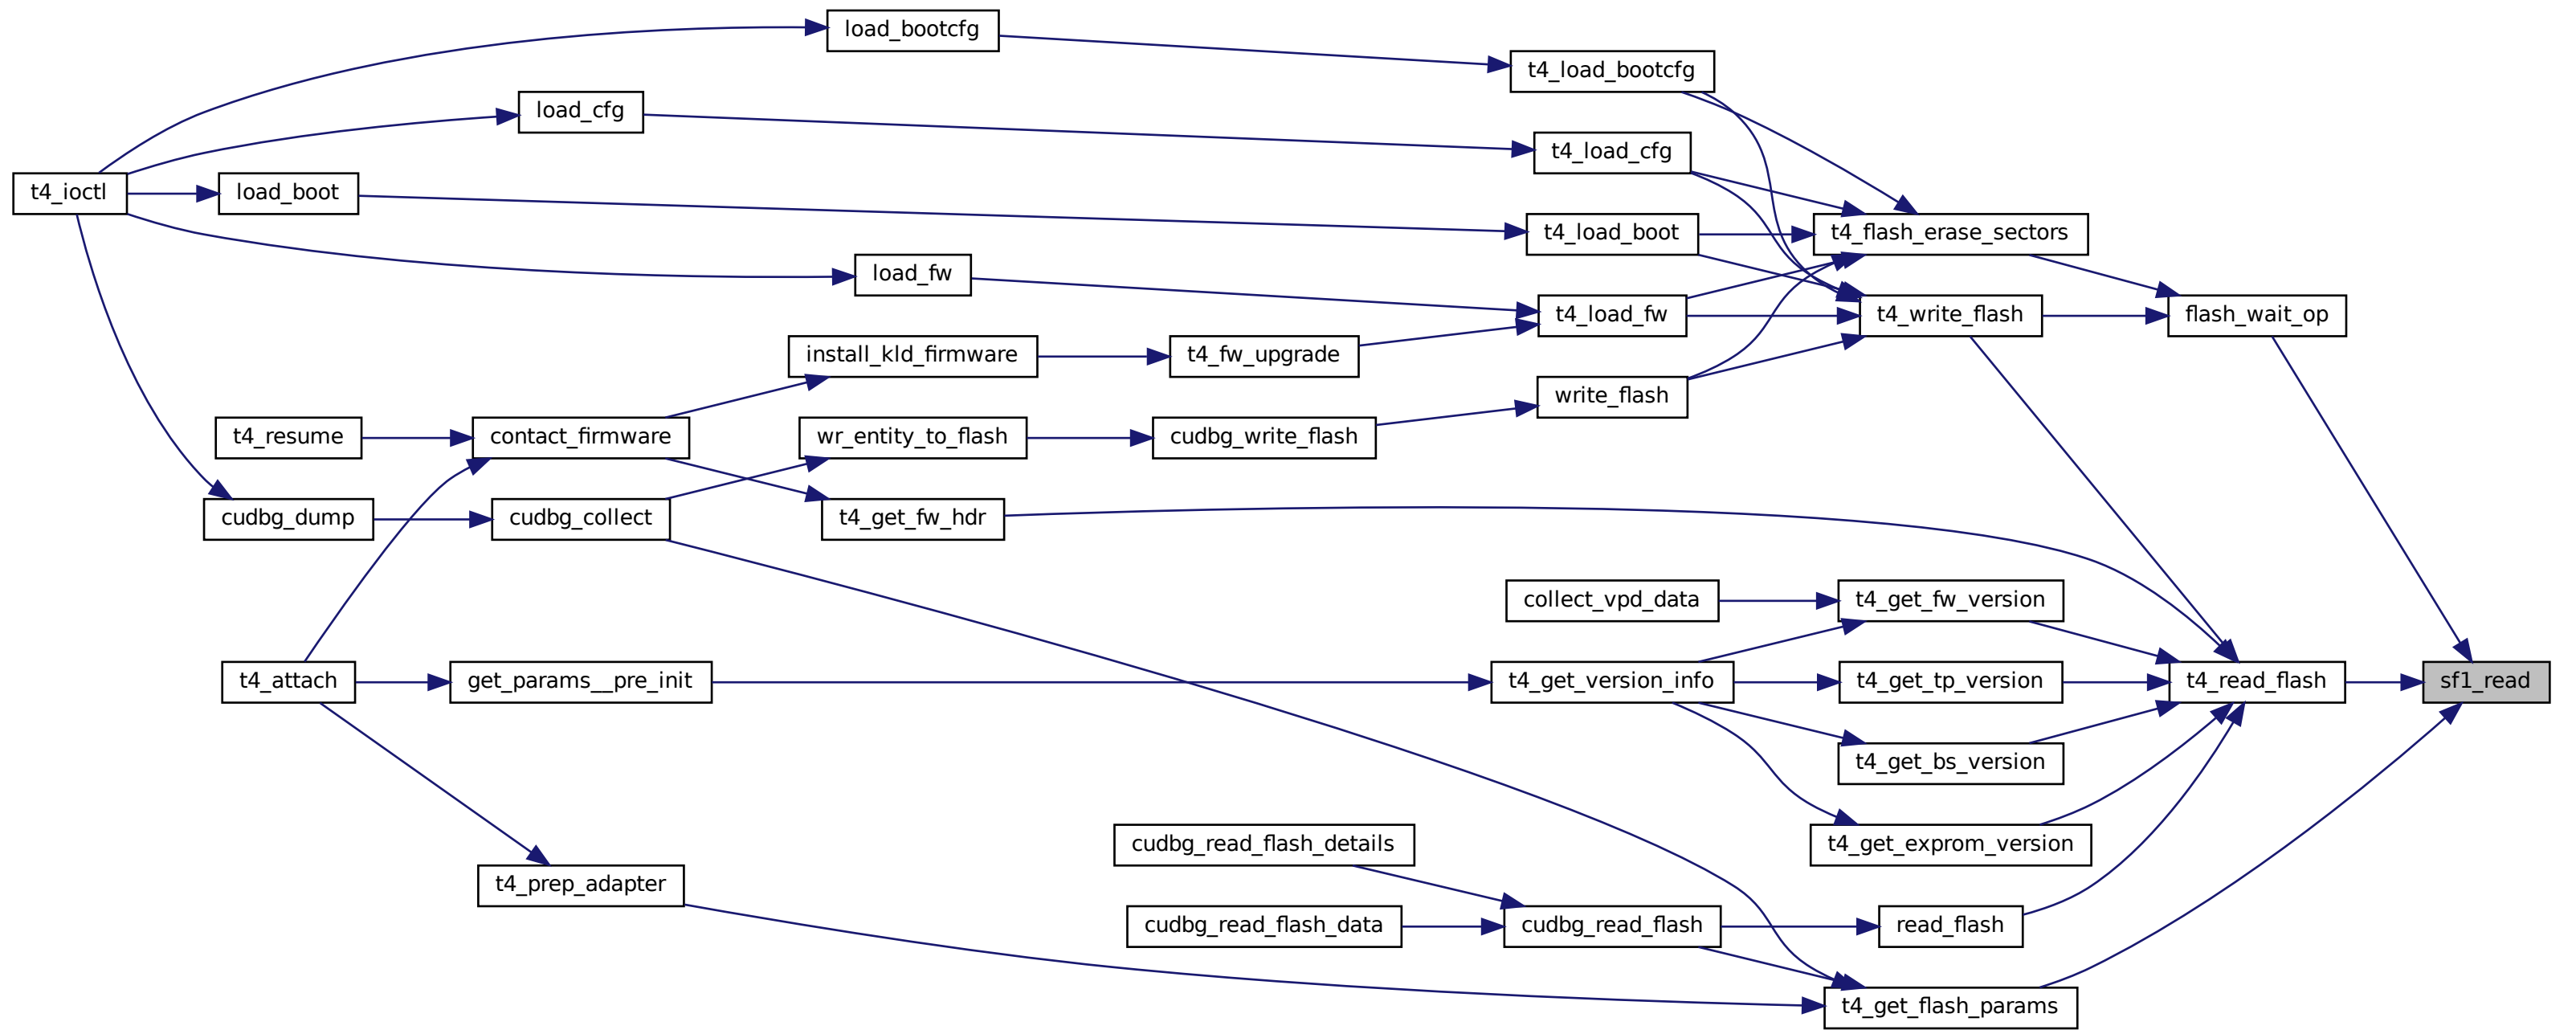 load_bootcfg
t4_load_bootcfg
load_cfg
t4_load_cfg
t4_ioctl
load_boot
t4_load_boot
t4_flash_erase_sectors
load_fw
t4_load_fw
t4_write_flash
flash_wait_op
install_kld_firmware
t4_fw_upgrade
write_flash
t4_resume
contact_firmware
wr_entity_to_flash
cudbg_write_flash
cudbg_dump
cudbg_collect
t4_get_fw_hdr
collect_vpd_data
t4_get_fw_version
t4_attach
get_params__pre_init
t4_get_version_info
t4_get_tp_version
t4_read_flash
sf1_read
t4_get_bs_version
cudbg_read_flash_details
t4_get_exprom_version
t4_prep_adapter
cudbg_read_flash_data
cudbg_read_flash
read_flash
t4_get_flash_params